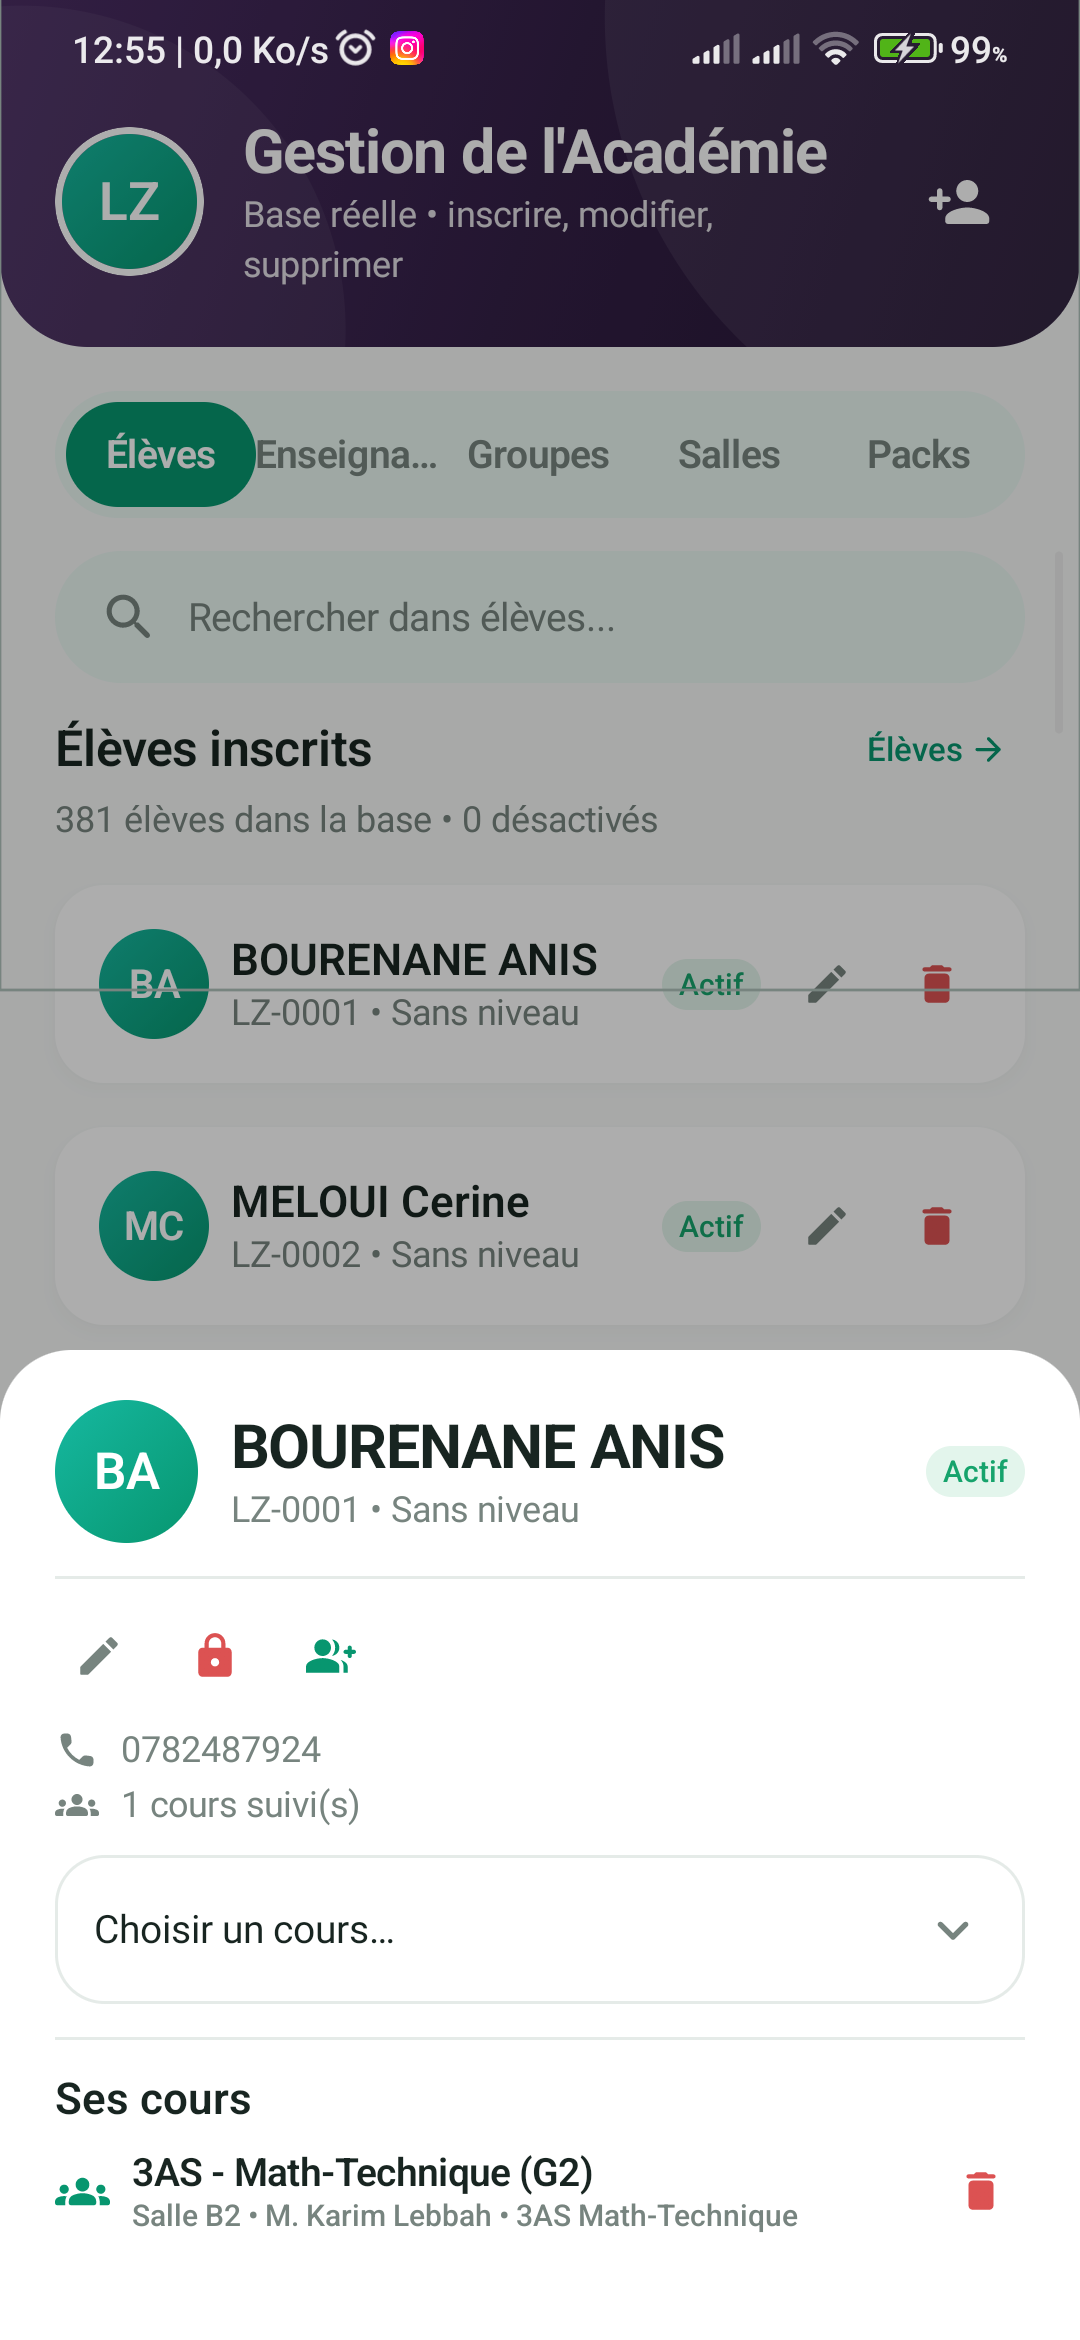 12:55 | 0,0 Ko/s
99%
LZ
Gestion de l'Académie
Base réelle • inscrire, modifier,
supprimer
Élèves
Enseigna...
Groupes
Salles
Packs
Rechercher dans élèves...
Élèves inscrits
Élèves →
381 élèves dans la base • 0 désactivés
BA
BOURENANE ANIS
LZ-0001 • Sans niveau
Actif
MC
MELOUI Cerine
LZ-0002 • Sans niveau
Actif
BA
BOURENANE ANIS
LZ-0001 • Sans niveau
Actif
0782487924
1 cours suivi(s)
Choisir un cours...
Ses cours
3AS - Math-Technique (G2)
Salle B2 • M. Karim Lebbah • 3AS Math-Technique